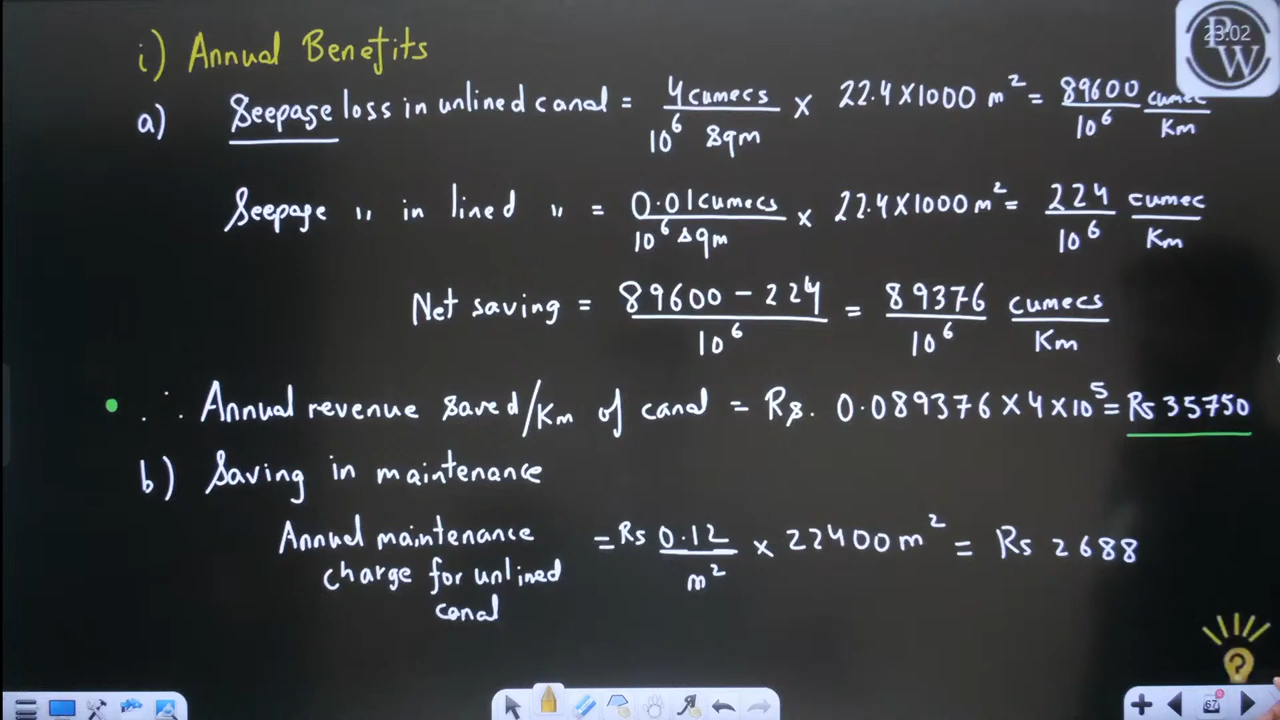 i) Annual Benefits
23:02
PW
a) Seepage loss in unlined canal = 4 cumecs / 10⁶ sqm × 22.4 × 1000 m² = 89600 / 10⁶ cumec / Km
Seepage " in lined " = 0.01 cumecs / 10⁶ sqm × 22.4 × 1000 m² = 224 / 10⁶ cumec / Km
Net saving = 89600 - 224 / 10⁶ = 89376 / 10⁶ cumecs / Km
∴ Annual revenue saved/Km of canal = Rs. 0.089376 × 4 × 10⁵ = Rs 35750
b) Saving in maintenance
Annual maintenance charge for unlined canal = Rs 0.12 / m² × 22400 m² = Rs 2688
67